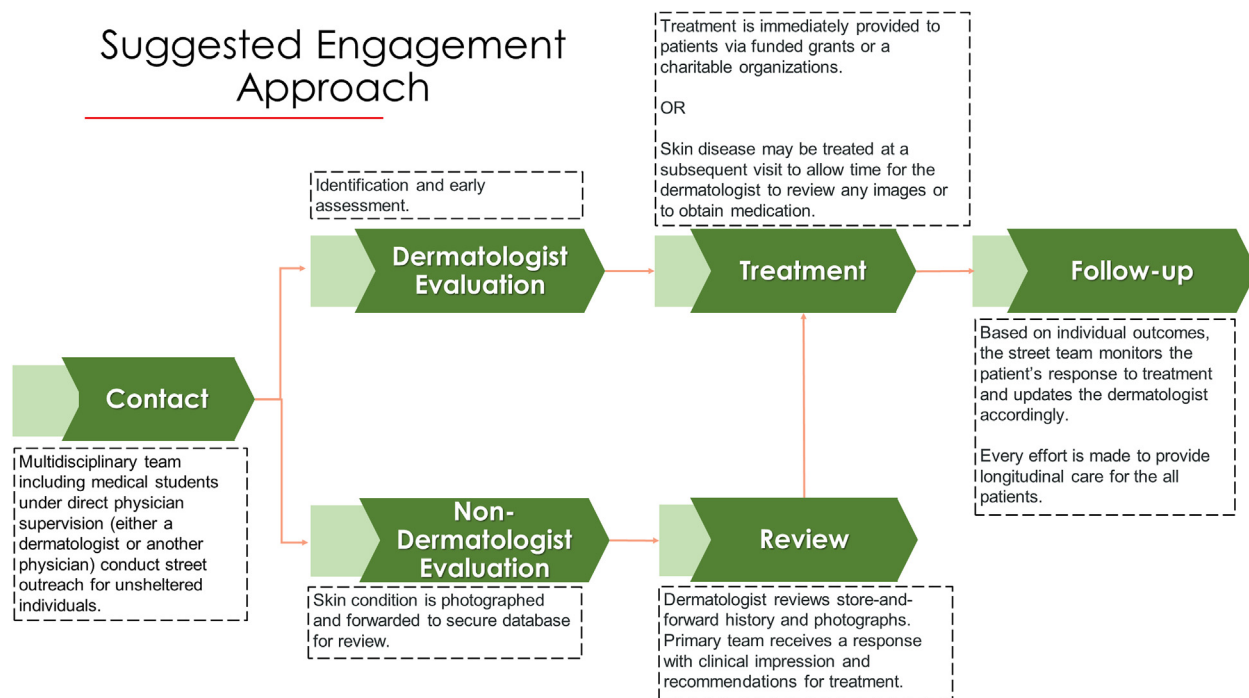 Suggested Engagement
Approach
Treatment is immediately provided to
patients via funded grants or a
charitable organizations.
OR
Skin disease may be treated at a
subsequent visit to allow time for the
dermatologist to review any images or
to obtain medication.
Identification and early
assessment.
Dermatologist
Evaluation
Treatment
Follow-up
Based on individual outcomes,
the street team monitors the
patient's response to treatment
and updates the dermatologist
accordingly.
Every effort is made to provide
longitudinal care for the all
patients.
Contact
Multidisciplinary team
including medical students
under direct physician
supervision (either a
dermatologist or another
physician) conduct street
outreach for unsheltered
individuals.
Non-
Dermatologist
Evaluation
Skin condition is photographed
and forwarded to secure database
for review.
Review
Dermatologist reviews store-and-
forward history and photographs.
Primary team receives a response
with clinical impression and
recommendations for treatment.